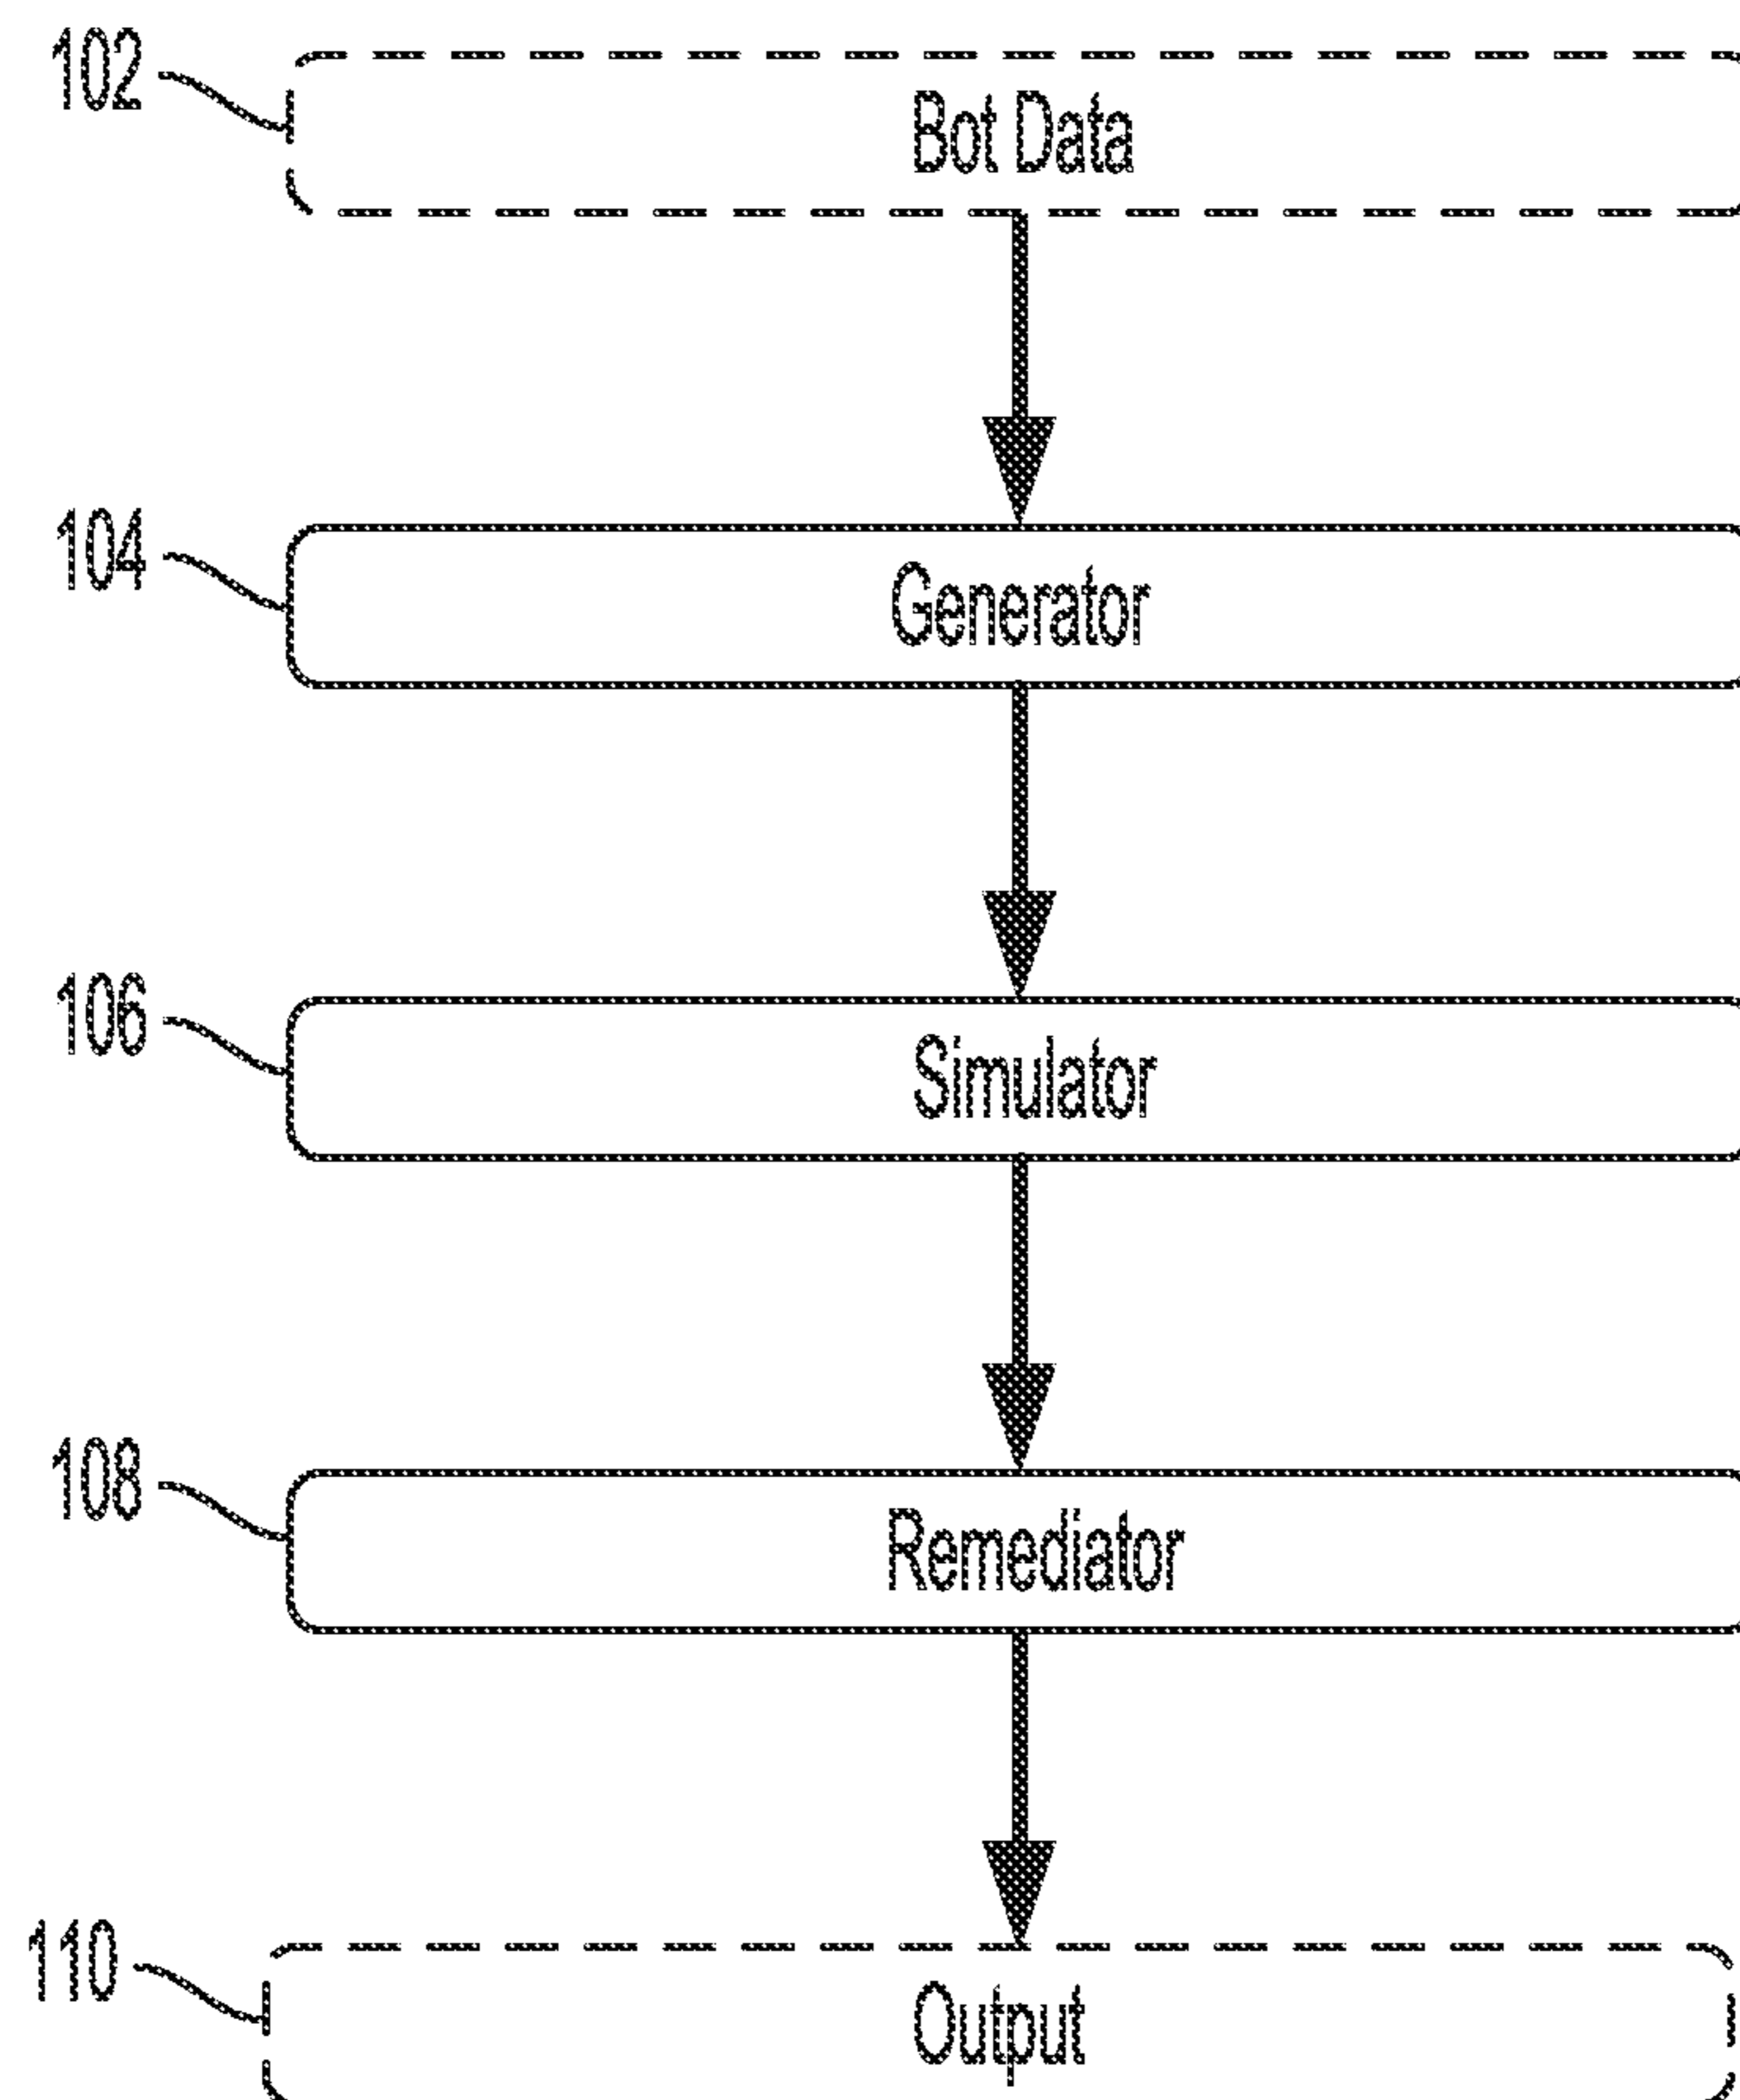 102
Bot Data
104
Generator
106
Simulator
108
Remediator
110
Output